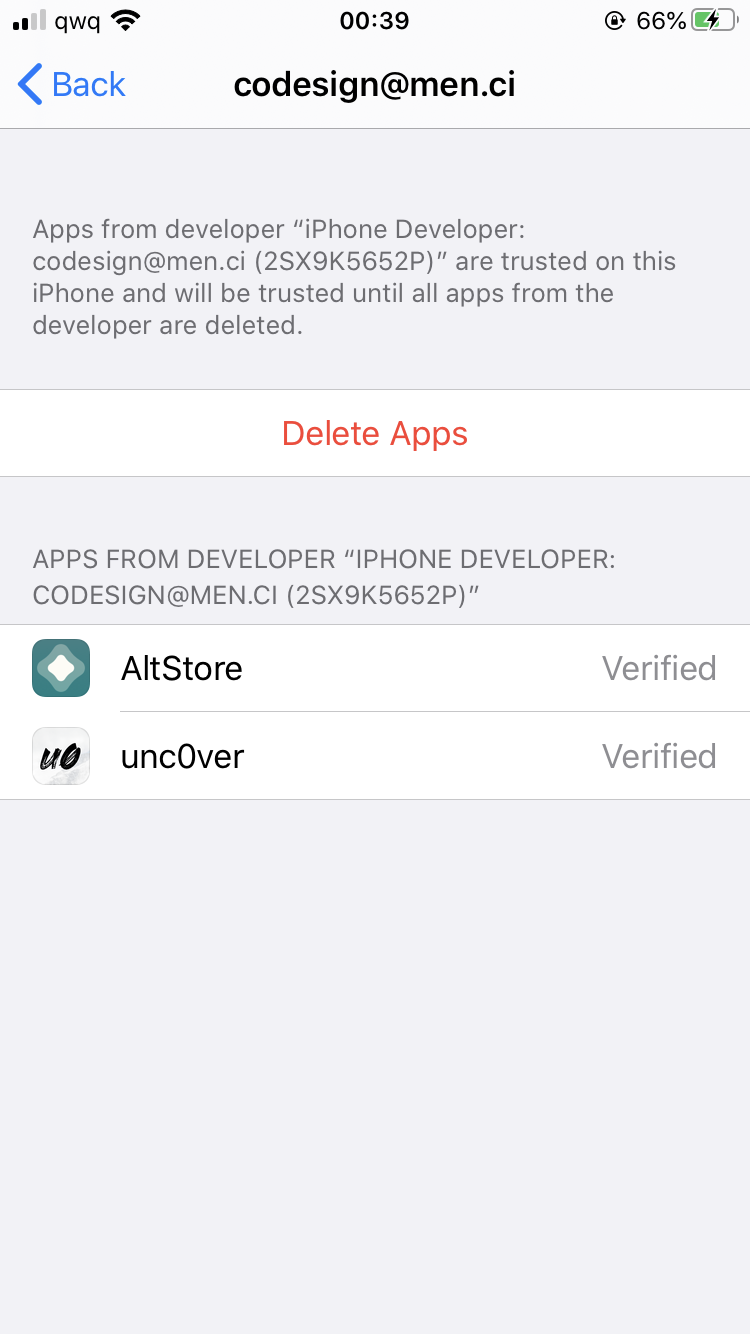 qwq 00:39 66%
Back codesign@men.ci
Apps from developer “iPhone Developer:
codesign@men.ci (2SX9K5652P)” are trusted on this
iPhone and will be trusted until all apps from the
developer are deleted.
Delete Apps
APPS FROM DEVELOPER “IPHONE DEVELOPER:
CODESIGN@MEN.CI (2SX9K5652P)”
AltStore Verified
u0 unc0ver Verified